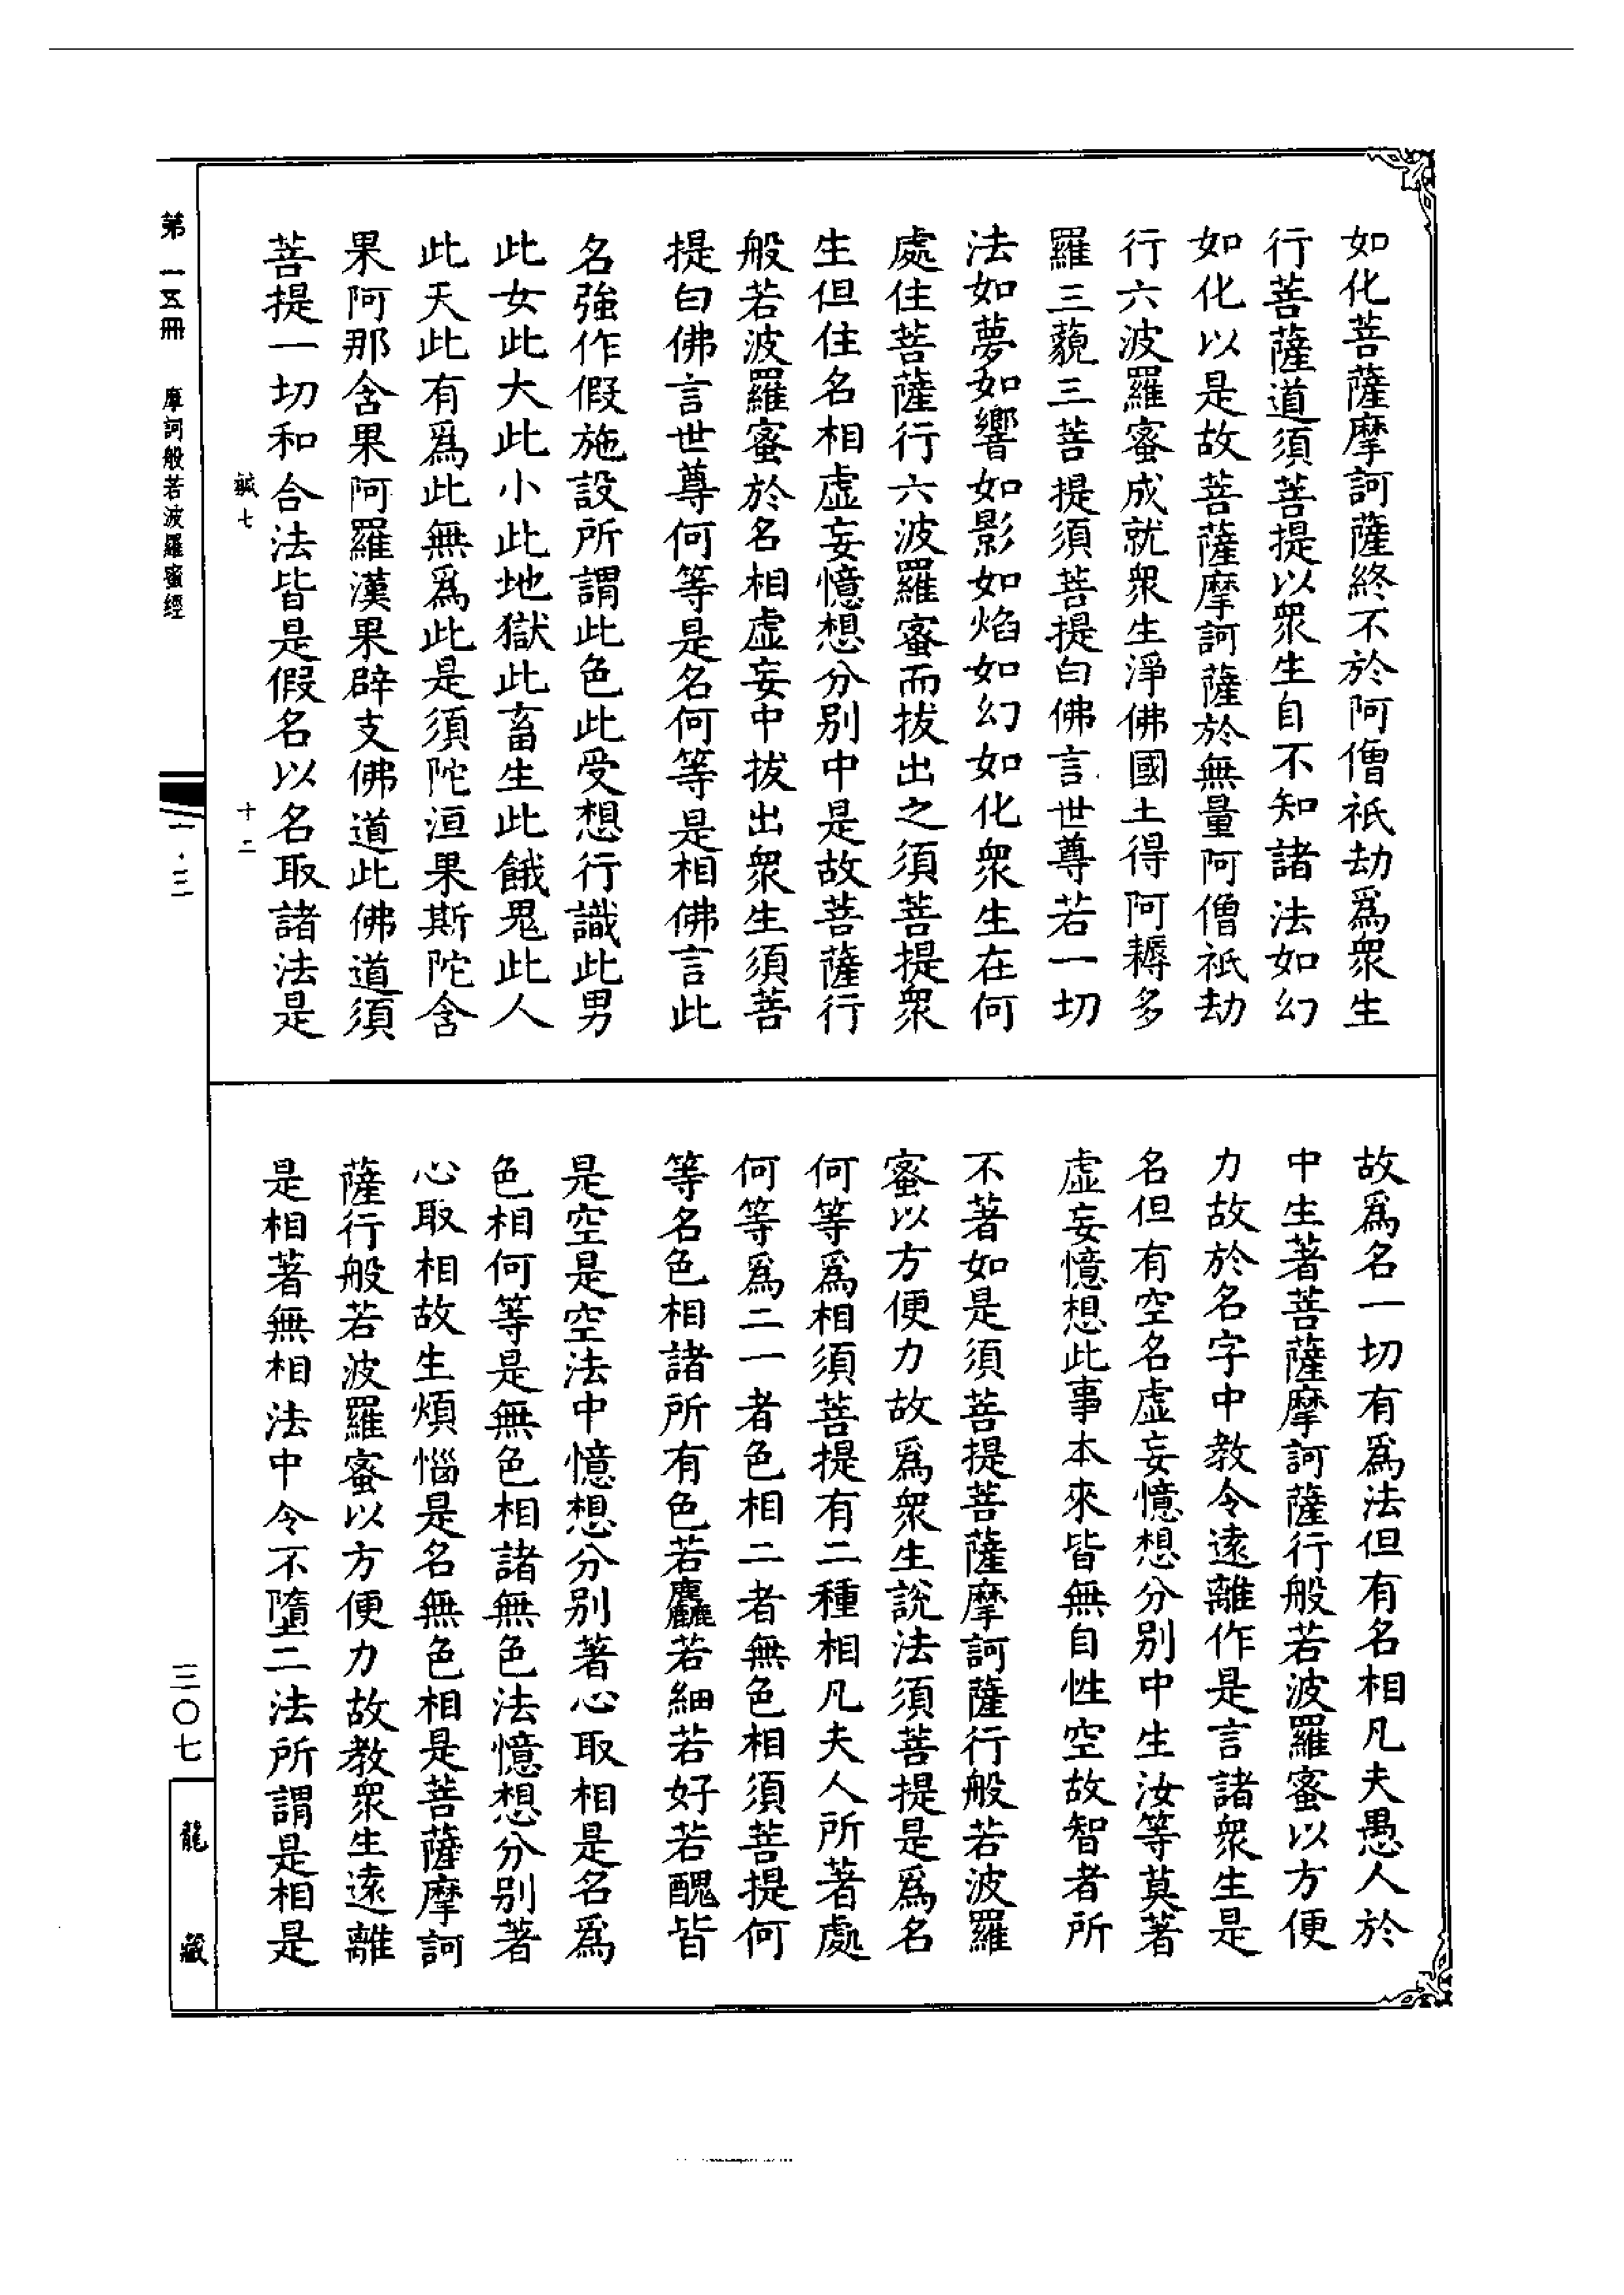 如化菩薩摩訶薩終不於阿僧祇劫爲衆生
行菩薩道須菩提以衆生自不知諸法如幻
如化以是故菩薩摩訶薩於無量阿僧祇劫
行六波羅蜜成就衆生淨佛國土得阿耨多
羅三藐三菩提須菩提白佛言世尊若一切
法如夢如響如影如焰如幻如化衆生在何
處住菩薩行六波羅蜜而拔出之須菩提衆
生但住名相虛妄憶想分別中是故菩薩行
般若波羅蜜於名相虛妄中拔出衆生須菩
提白佛言世尊何等是名何等是相佛言此
名強作假施設所謂此色此受想行識此男
此女此大此小此地獄此畜生此餓鬼此人
此天此有爲此無爲此是須陀洹果斯陀含
果阿那含果阿羅漢果辟支佛道此佛道須
菩提一切和合法皆是假名以名取諸法是
故爲名一切有爲法但有名相凡夫愚人於
中生著菩薩摩訶薩行般若波羅蜜以方便
力故於名字中教令遠離作是言諸衆生是
名但有空名虛妄憶想分別中生汝等莫著
虛妄憶想此事本來皆無自性空故智者所
不著如是須菩提菩薩摩訶薩行般若波羅
蜜以方便力故爲衆生說法須菩提是爲名
何等爲相須菩提有二種相凡夫人所著處
何等爲二一者色相二者無色相須菩提何
等名色相諸所有色若麤若細若好若醜皆
是空是空法中憶想分別著心取相是名爲
色相何等是無色相諸無色法憶想分別著
心取相故生煩惱是名無色相是菩薩摩訶
薩行般若波羅蜜以方便力故教衆生遠離
是相著無相法中令不墮二法所謂是相是
誠七 十二
第一五冊 摩訶般若波羅蜜經
三〇七
龍藏